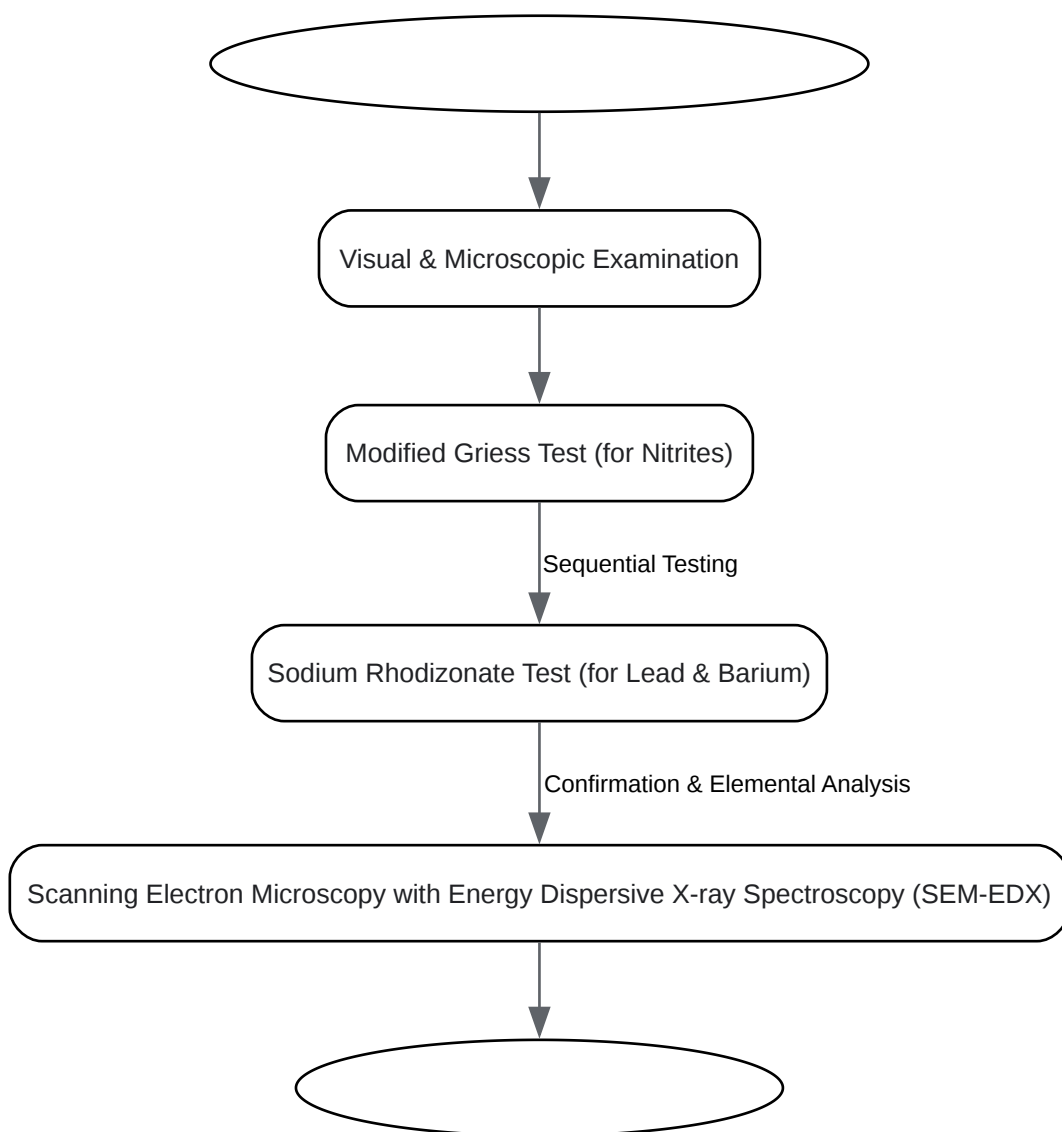 Visual & Microscopic Examination
Modified Griess Test (for Nitrites)
Sequential Testing
Sodium Rhodizonate Test (for Lead & Barium)
Confirmation & Elemental Analysis
Scanning Electron Microscopy with Energy Dispersive X-ray Spectroscopy (SEM-EDX)